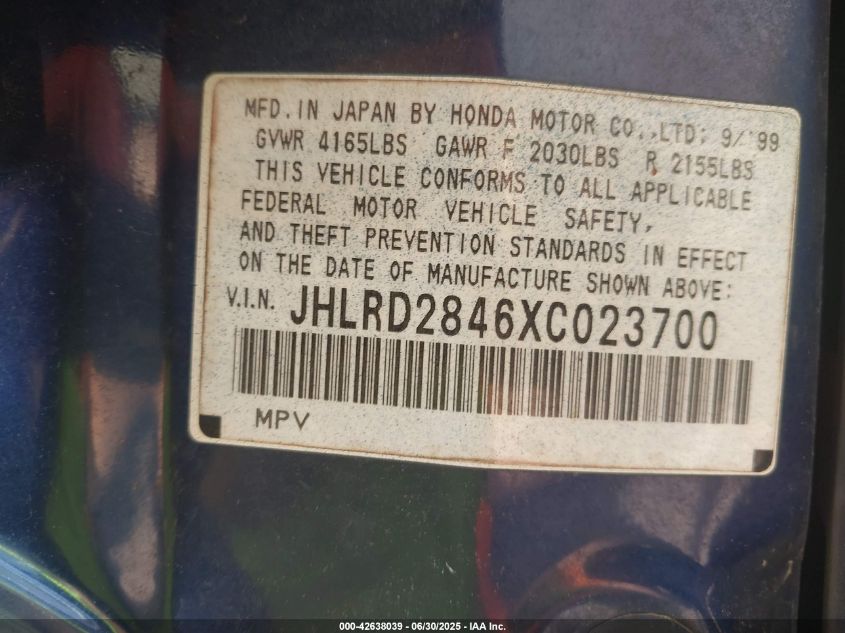 MFD. IN JAPAN BY HONDA MOTOR CO., LTD; 9/'99
GVWR 4165LBS GAWR F 2030LBS R 2155LBS
THIS VEHICLE CONFORMS TO ALL APPLICABLE
FEDERAL MOTOR VEHICLE SAFETY,
AND THEFT PREVENTION STANDARDS IN EFFECT
ON THE DATE OF MANUFACTURE SHOWN ABOVE:
V.I.N. JHLRD2846XC023700
MPV
000-42638039 - 06/30/2025 - IAA Inc.